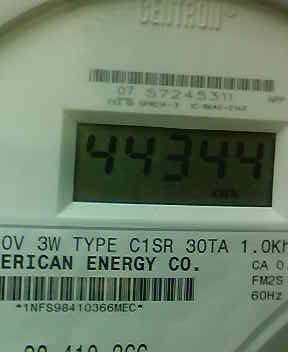 CENTRON
07 57245311
44344
kWh
0V 3W TYPE C1SR 30TA 1.0Kh
ERICAN ENERGY CO.
CA 0.
FM2S
60Hz
*1NFS98410366MEC*